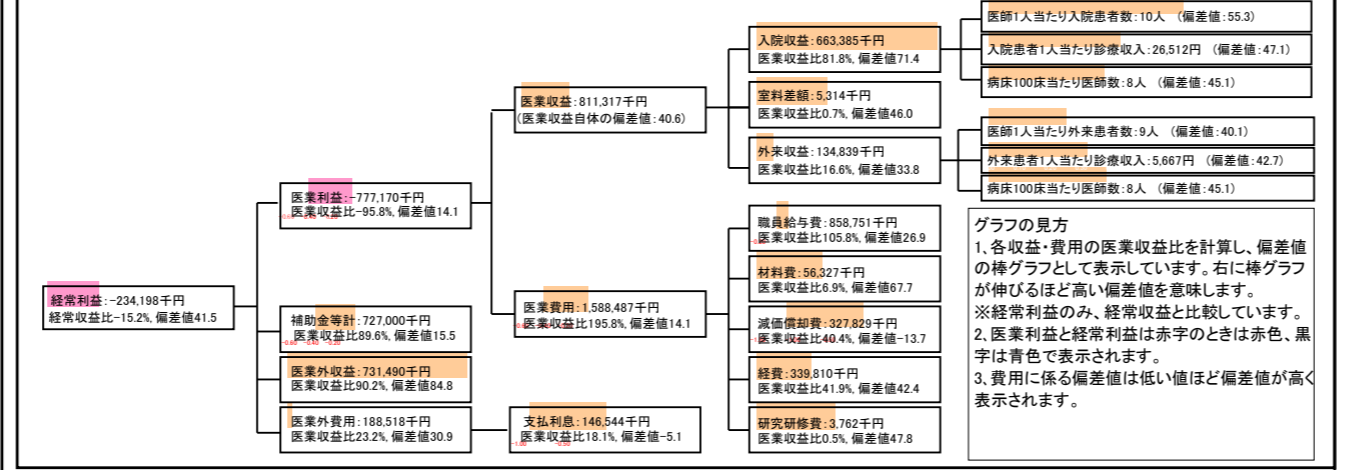 経常利益:-234,198千円
経常収支比-15.2%, 偏差値41.5
医業利益:-777,170千円
医業収益比-95.8%, 偏差値14.1
補助金等計:727,000千円
医業収益比89.6%, 偏差値15.5
-0.60 -0.40 -0.20
医業外収益:731,490千円
医業収益比90.2%, 偏差値84.8
医業外費用:188,518千円
医業収益比23.2%, 偏差値30.9
医業収益:811,317千円
(医業収益自体の偏差値:40.6)
医業費用:1,588,487千円
医業収益比195.8%, 偏差値14.1
支払利息:146,544千円
医業収益比18.1%, 偏差値-5.1
-1.00 -0.50
入院収益:663,385千円
医業収益比81.8%, 偏差値71.4
室料差額:5,314千円
医業収益比0.7%, 偏差値46.0
外来収益:134,839千円
医業収益比16.6%, 偏差値33.8
職員給与費:858,751千円
医業収益比105.8%, 偏差値26.9
材料費:56,327千円
医業収益比6.9%, 偏差値67.7
減価償却費:327,829千円
医業収益比40.4%, 偏差値-13.7
経費:339,810千円
医業収益比41.9%, 偏差値42.4
研究研修費:3,762千円
医業収益比0.5%, 偏差値47.8
医師1人当たり入院患者数:10人 (偏差値:55.3)
入院患者1人当たり診療収入:26,512円 (偏差値:47.1)
病床100床当たり医師数:8人 (偏差値:45.1)
医師1人当たり外来患者数:9人 (偏差値:40.1)
外来患者1人当たり診療収入:5,667円 (偏差値:42.7)
病床100床当たり医師数:8人 (偏差値:45.1)
グラフの見方
1、各収益・費用の医業収益比を計算し、偏差値
の棒グラフとして表示しています。右に棒グラフ
が伸びるほど高い偏差値を意味します。
※経常利益のみ、経常収益と比較しています。
2、医業利益と経常利益は赤字のときは赤色、黒
字は青色で表示されます。
3、費用に係る偏差値は低い値ほど偏差値が高く
表示されます。